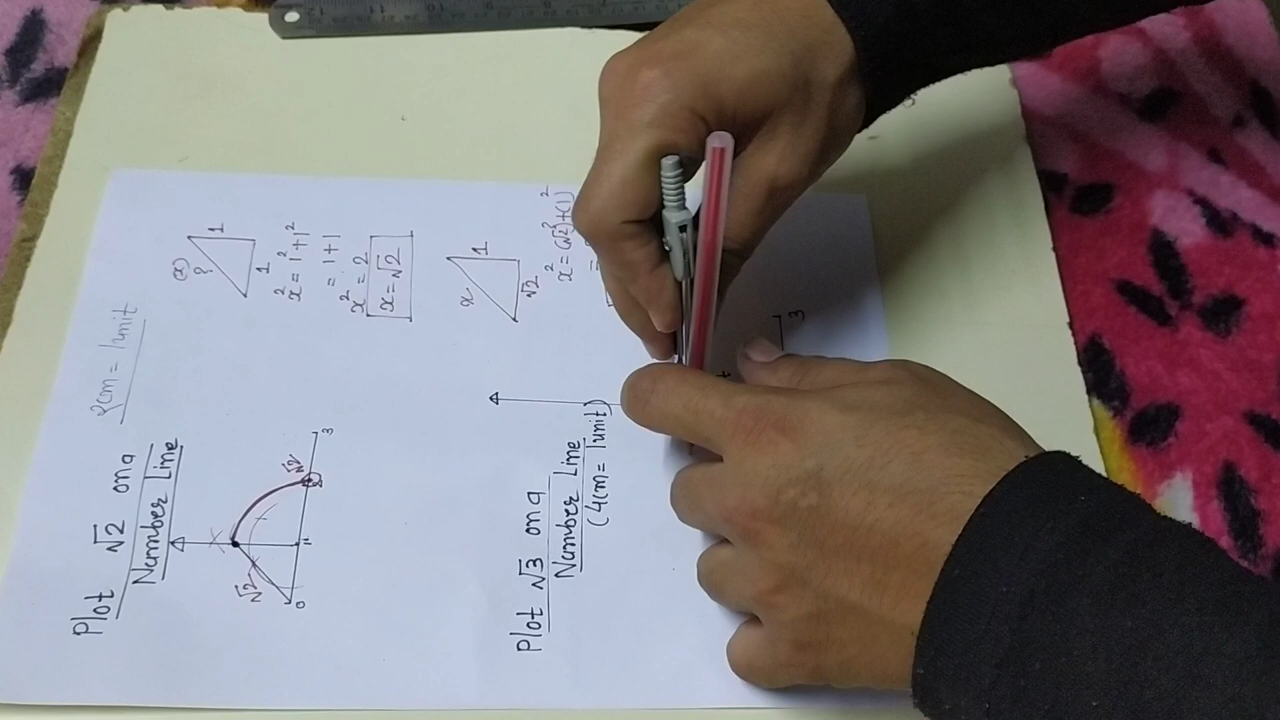 Plot √2 on a
Number Line
2cm = 1unit
(x)
?
1
1
x² = 1² + 1²
= 1 + 1
x² = 2
x = √2
√2
√2
0
1
2
3
Plot √3 on a
Number Line
(4cm = 1unit)
x
1
√2
x² = (√2)² + (1)²
=
3